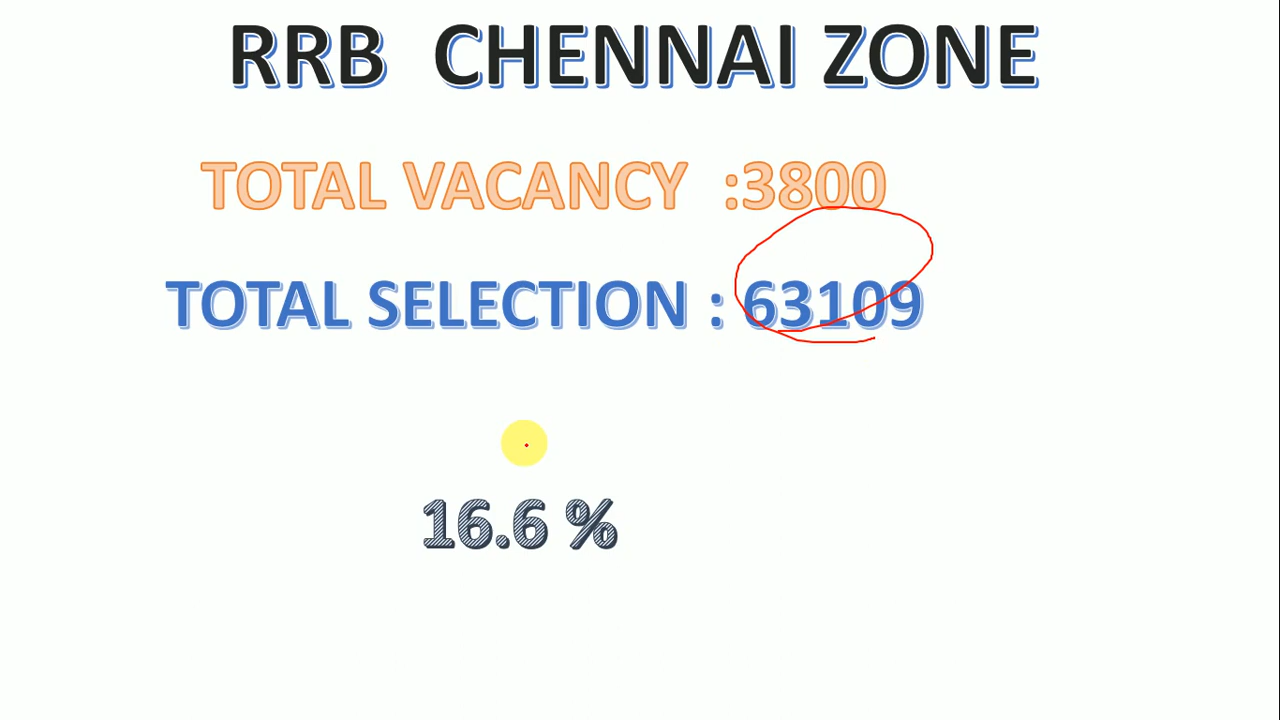 RRB CHENNAI ZONE
TOTAL VACANCY :3800
TOTAL SELECTION : 63109
16.6 %